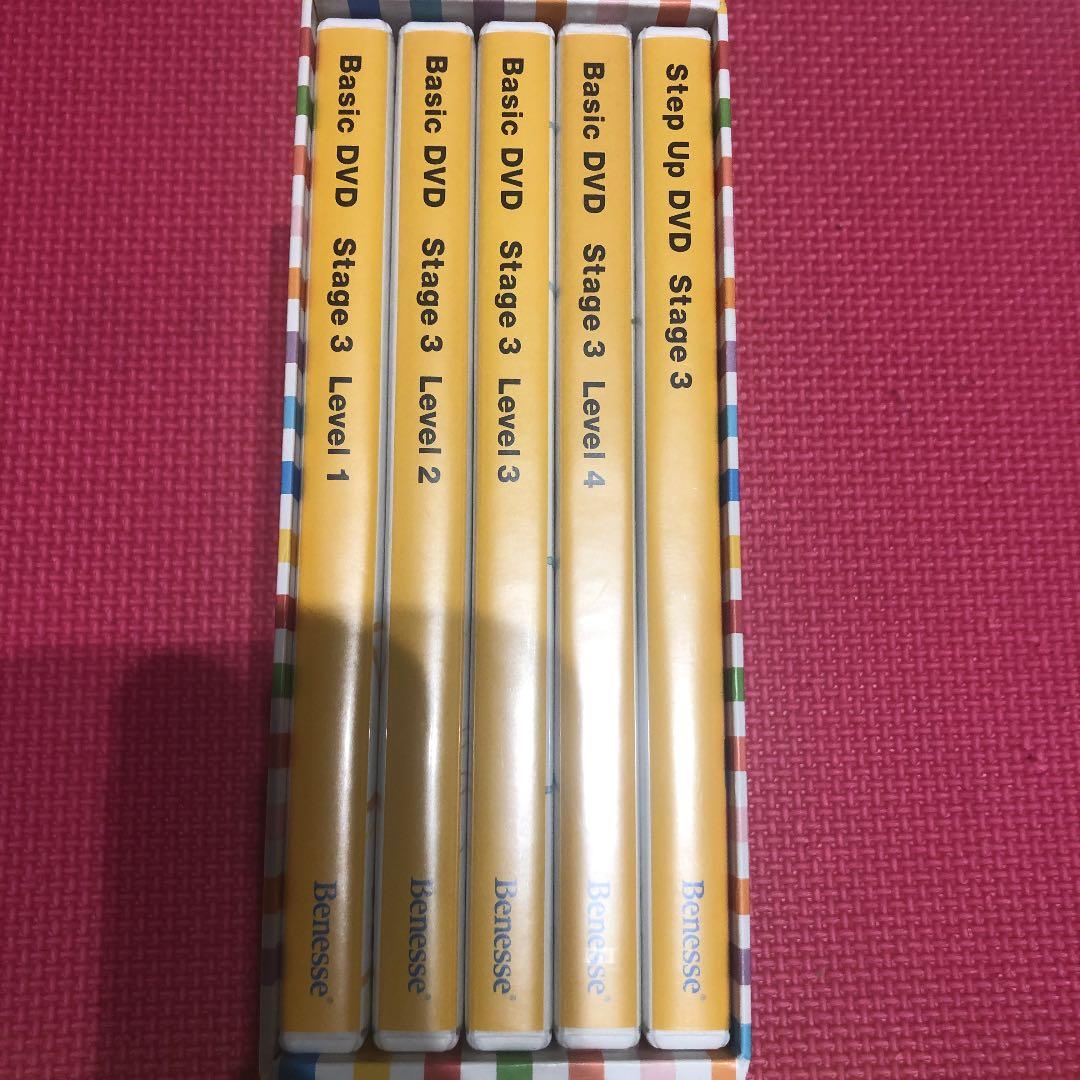 Basic DVD Stage 3 Level 1 Benesse®
Basic DVD Stage 3 Level 2 Benesse®
Basic DVD Stage 3 Level 3 Benesse®
Basic DVD Stage 3 Level 4 Benesse®
Step Up DVD Stage 3 Benesse®